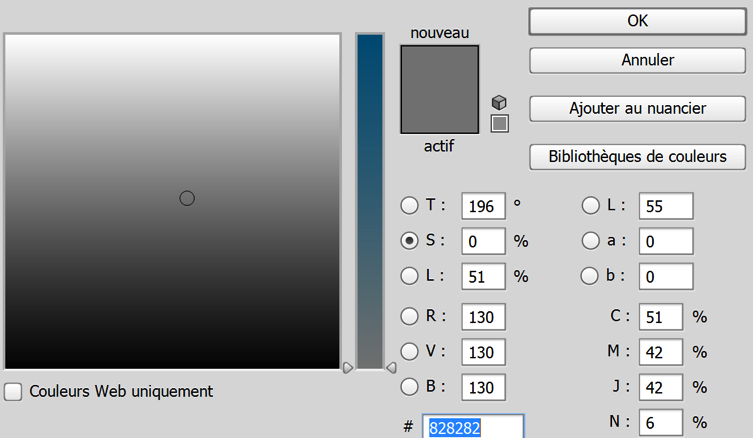 nouveau
actif
OK
Annuler
Ajouter au nuancier
Bibliothèques de couleurs
T : 196 °
S : 0 %
L : 51 %
R : 130
V : 130
B : 130
# 828282
L : 55
a : 0
b : 0
C : 51 %
M : 42 %
J : 42 %
N : 6 %
Couleurs Web uniquement